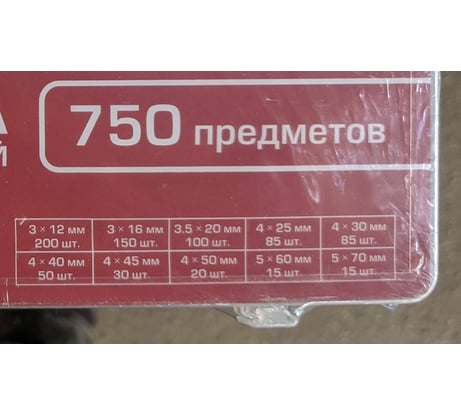 А
Й
750 предметов
3 × 12 мм 3 × 16 мм 3.5 × 20 мм 4 × 25 мм 4 × 30 мм
200 шт. 150 шт. 100 шт. 85 шт. 85 шт.
4 × 40 мм 4 × 45 мм 4 × 50 мм 5 × 60 мм 5 × 70 мм
50 шт. 30 шт. 20 шт. 15 шт. 15 шт.